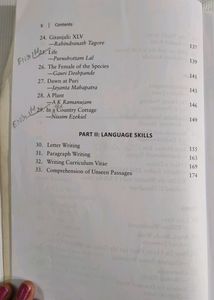 8 Contents
24. Gitanjali: XLV
—Rabindranath Tagore 137
25. Life
—Purushottam Lal 139
26. The Female of the Species
—Gauri Deshpande 141
27. Dawn at Puri
—Jayanta Mahapatra 141
28. A Plant
—A K Ramanujam 146
29. In a Country Cottage
—Nissim Ezekiel 149
PART II: LANGUAGE SKILLS
30. Letter Writing 155
31. Paragraph Writing 163
32. Writing Curriculum Vitae 169
33. Comprehension of Unseen Passages 174